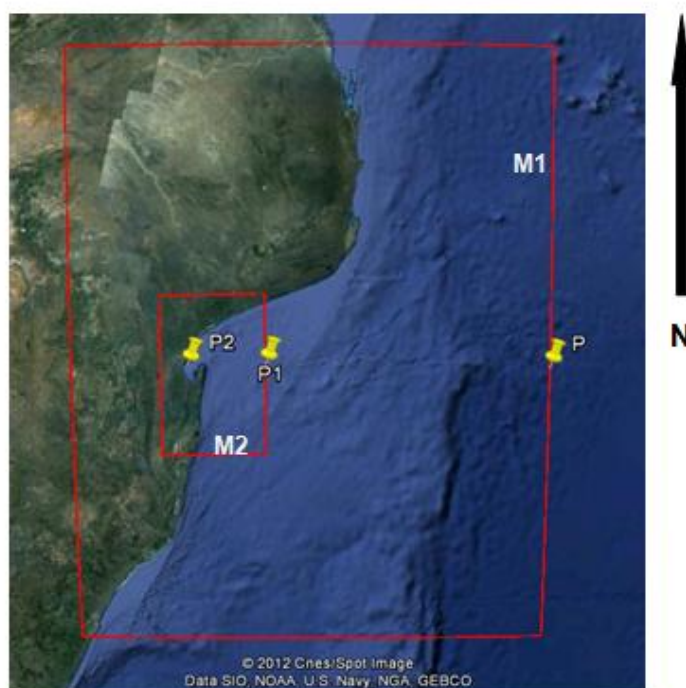 M1
P2
P
N
P1
M2
© 2012 Cnes/Spot Image
Data SIO, NOAA, U.S. Navy, NGA, GEBCO